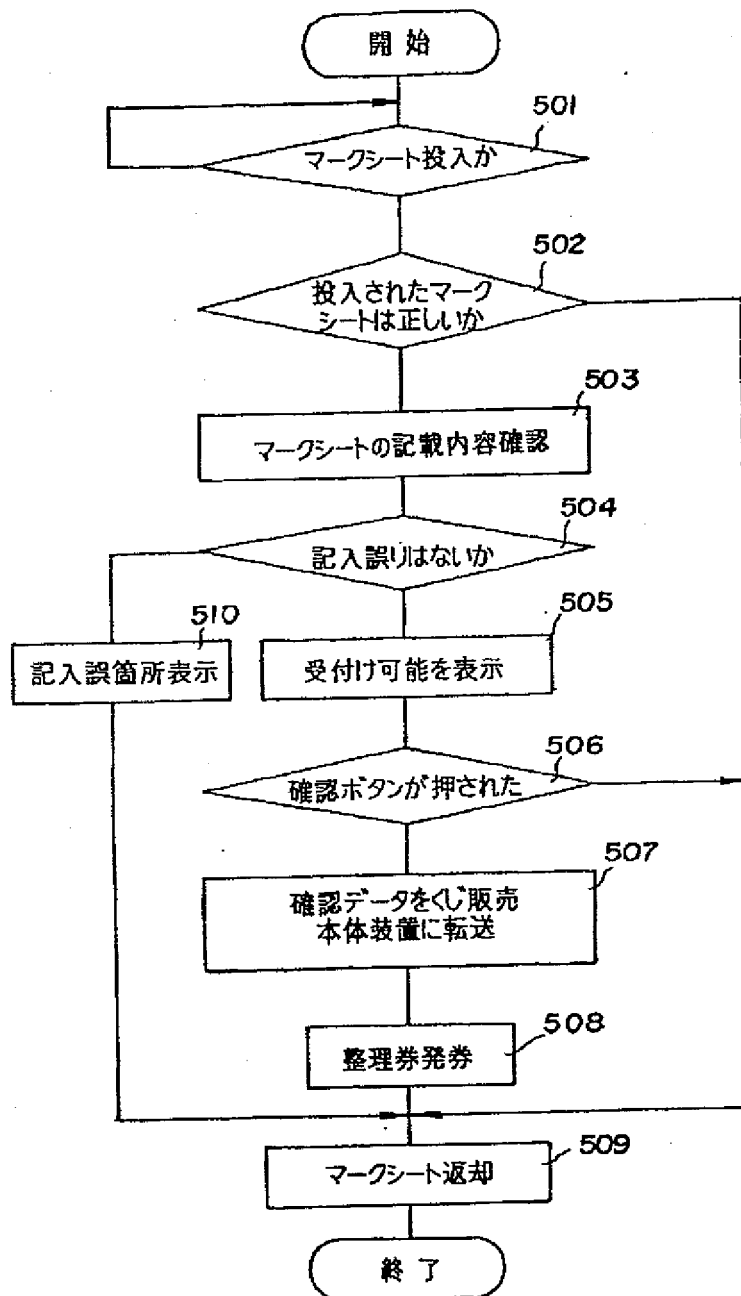 開始
501
マークシート投入か
502
投入されたマーク
シートは正しいか
503
マークシートの記載内容確認
504
記入誤りはないか
510
記入誤箇所表示
505
受付け可能を表示
506
確認ボタンが押された
507
確認データをくじ販売
本体装置に転送
508
整理券発券
509
マークシート返却
終了